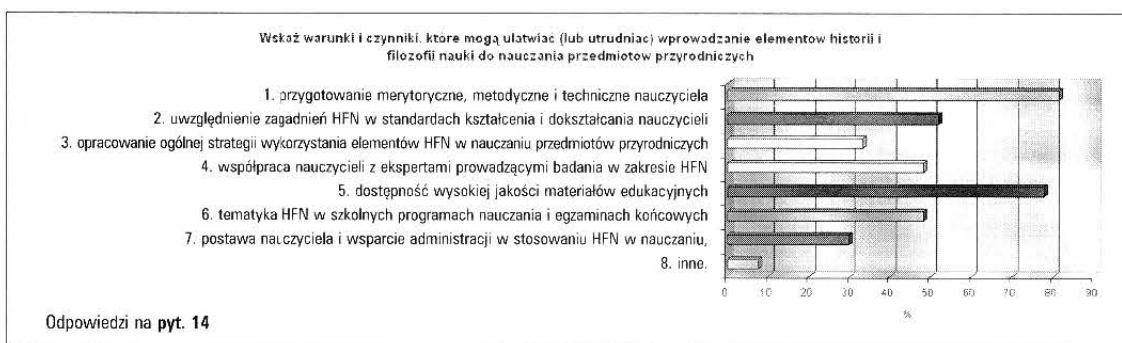 Wskaż warunki i czynniki, które mogą ułatwiać (lub utrudniac) wprowadzanie elementow historii i
filozofii nauki do nauczania przedmiotow przyrodniczych
1. przygotowanie merytoryczne, metodyczne i techniczne nauczyciela
2. uwzględnienie zagadnień HFN w standardach kształcenia i dokształcania nauczycieli
3. opracowanie ogólnej strategii wykorzystania elementów HFN w nauczaniu przedmiotów przyrodniczych
4. współpraca nauczycieli z ekspertami prowadzącymi badania w zakresie HFN
5. dostępność wysokiej jakości materiałów edukacyjnych
6. tematyka HFN w szkolnych programach nauczania i egzaminach końcowych
7. postawa nauczyciela i wsparcie administracji w stosowaniu HFN w nauczaniu,
8. inne.
0 10 20 30 40 50 60 70 80 90
%
Odpowiedzi na pyt. 14